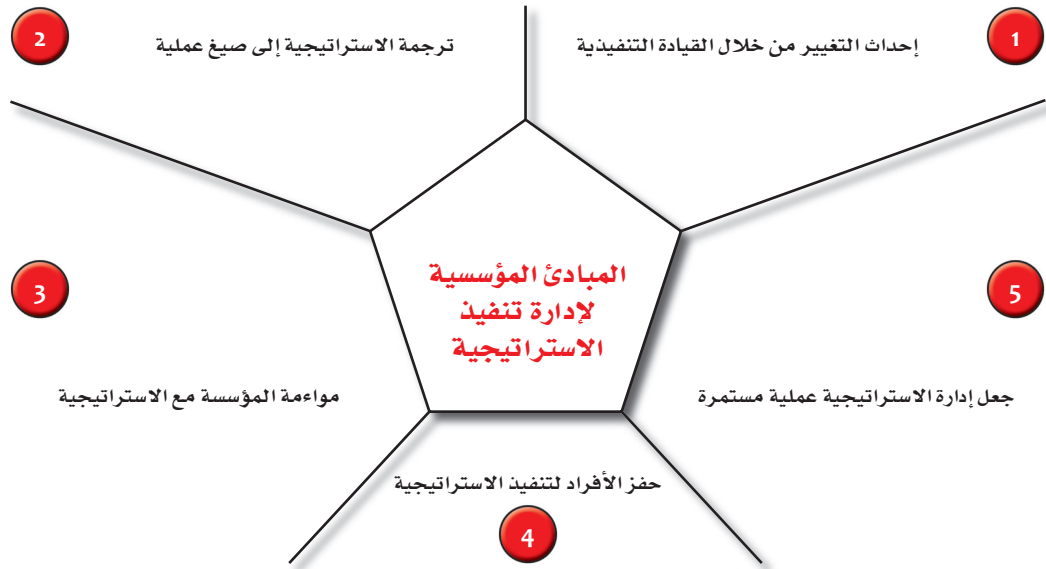 1
إحداث التغيير من خلال القيادة التنفيذية
2
ترجمة الاستراتيجية إلى صيغ عملية
المبادئ المؤسسية
لإدارة تنفيذ
الاستراتيجية
3
مواءمة المؤسسة مع الاستراتيجية
5
جعل إدارة الاستراتيجية عملية مستمرة
حفز الأفراد لتنفيذ الاستراتيجية
4